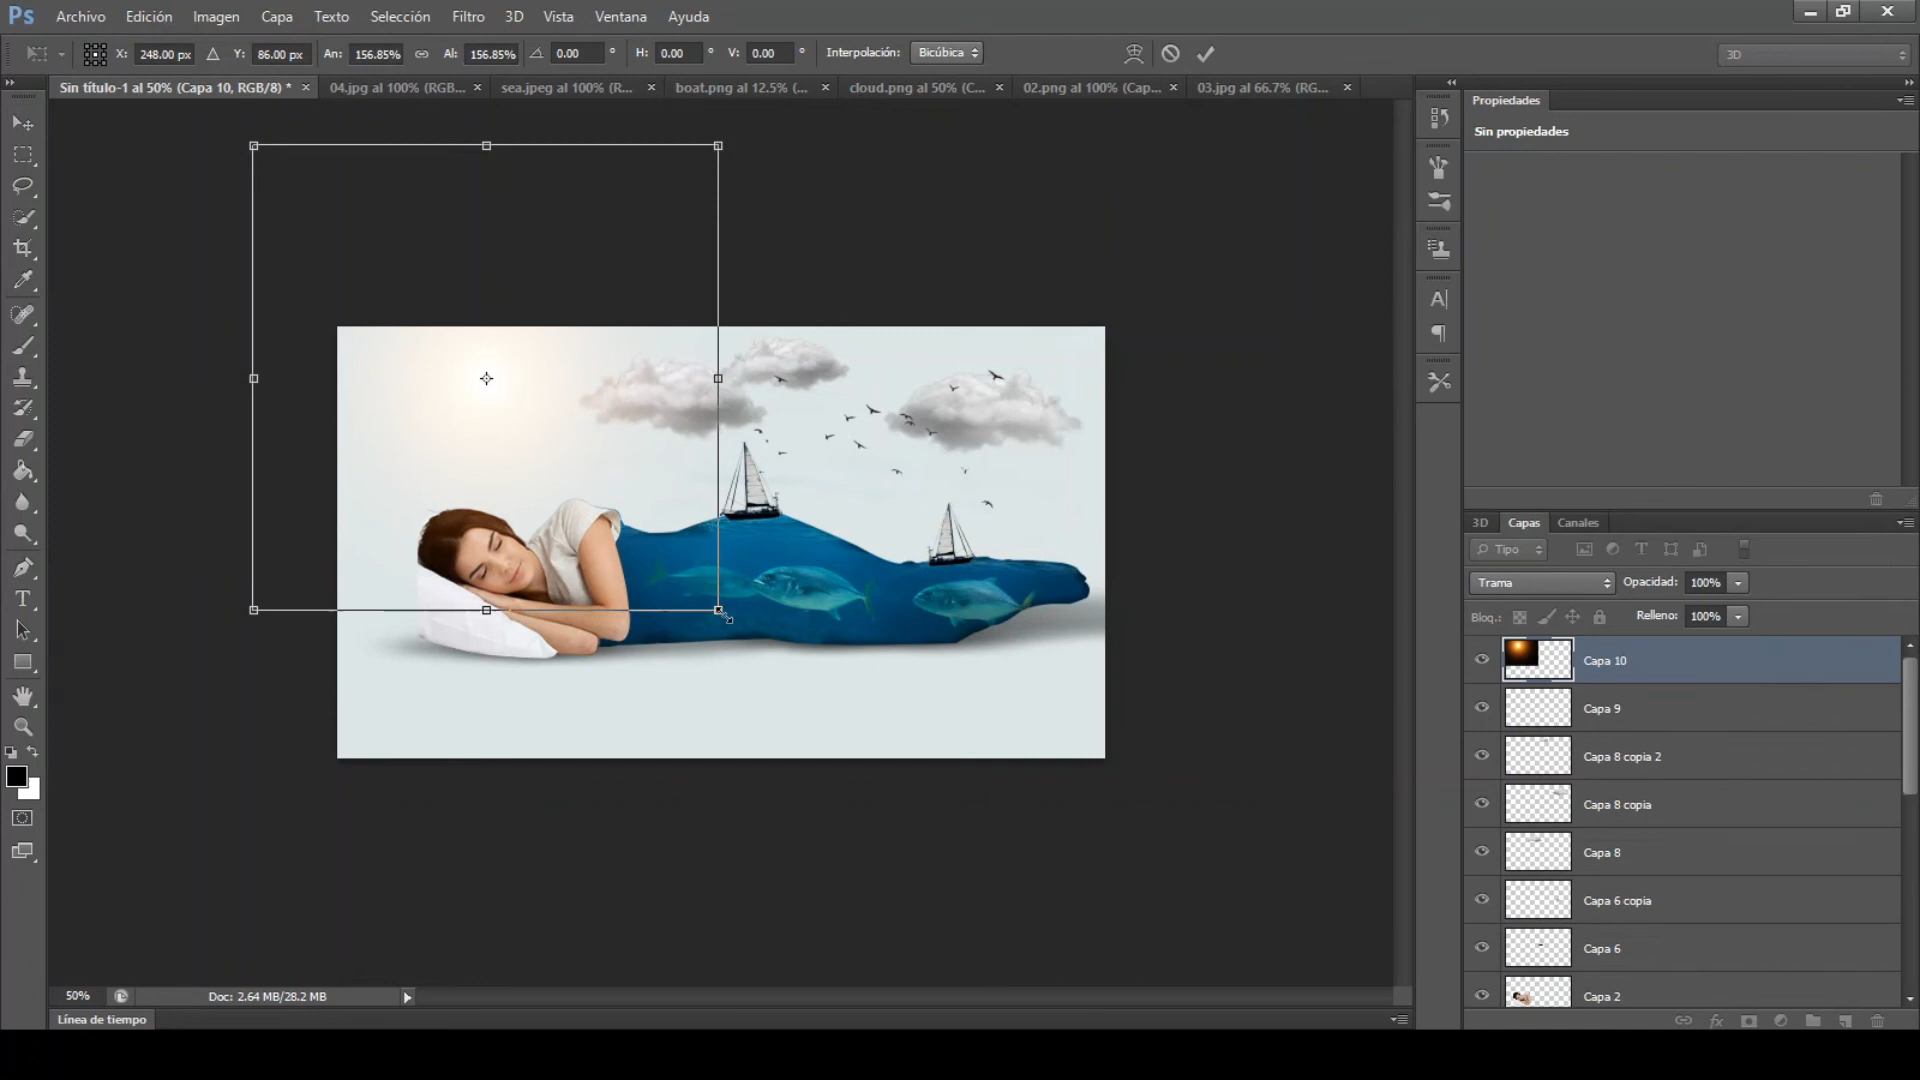 Ps Archivo Edición Imagen Capa Texto Selección Filtro 3D Vista Ventana Ayuda
X: 248.00 px Y: 86.00 px An: 156.85% Al: 156.85% 0.00 ° H: 0.00 ° V: 0.00 ° Interpolación: Bicúbica 3D
Sin título-1 al 50% (Capa 10, RGB/8) * × 04.jpg al 100% (RGB... × sea.jpeg al 100% (R... × boat.png al 12.5% (... × cloud.png al 50% (C... × 02.png al 100% (Cap... × 03.jpg al 66.7% (RG... ×
Propiedades
Sin propiedades
3D Capas Canales
Tipo
Trama Opacidad: 100%
Bloq.: Relleno: 100%
Capa 10
Capa 9
Capa 8 copia 2
Capa 8 copia
Capa 8
Capa 6 copia
Capa 6
Capa 2
50% Doc: 2.64 MB/28.2 MB
Línea de tiempo